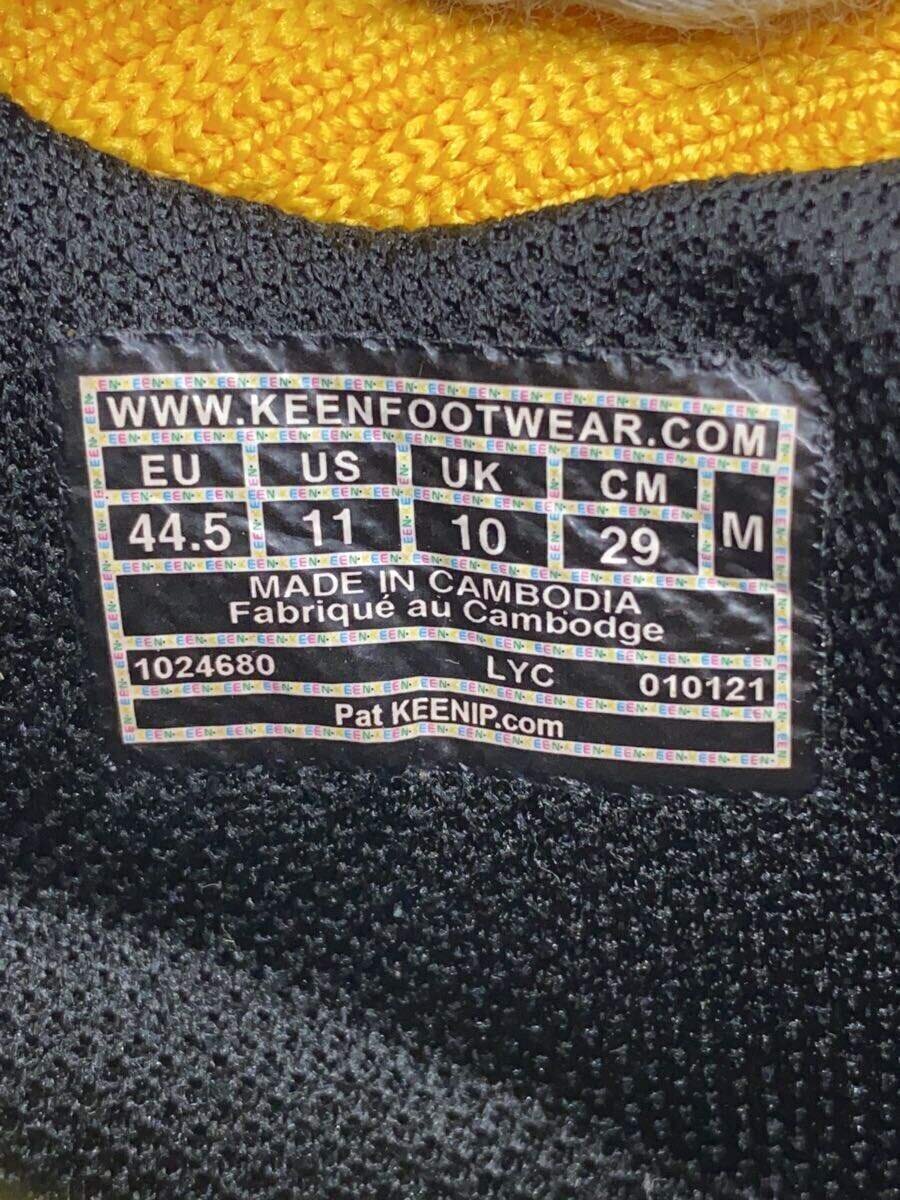 WWW.KEENFOOTWEAR.COM
EU US UK CM M
44.5 11 10 29
MADE IN CAMBODIA
Fabriqué au Cambodge
1024680 LYC 010121
Pat KEENIP.com